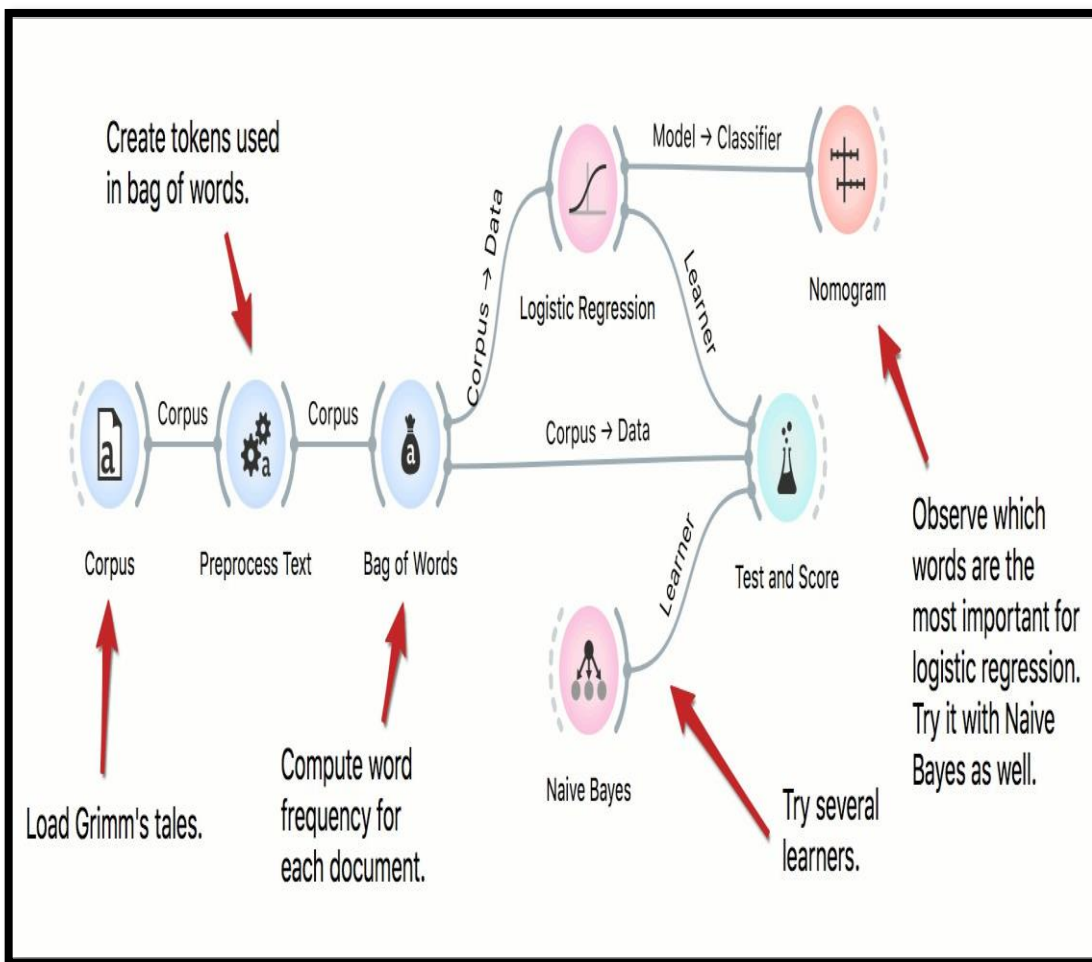 Create tokens used
in bag of words.
Model → Classifier
Corpus → Data
Logistic Regression
Learner
Nomogram
Corpus
Corpus
Corpus → Data
a
a
a
Corpus
Preprocess Text
Bag of Words
Test and Score
Learner
Naive Bayes
Load Grimm's tales.
Compute word
frequency for
each document.
Try several
learners.
Observe which
words are the
most important for
logistic regression.
Try it with Naive
Bayes as well.